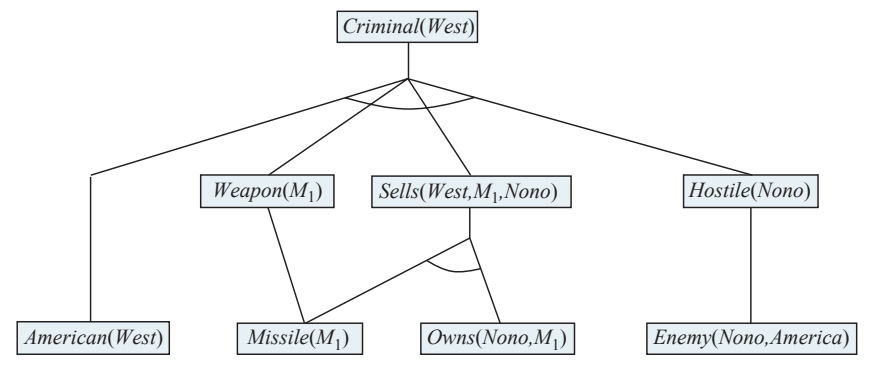 Criminal(West)
Weapon(M₁)
Sells(West,M₁,Nono)
Hostile(Nono)
American(West)
Missile(M₁)
Owns(Nono,M₁)
Enemy(Nono,America)